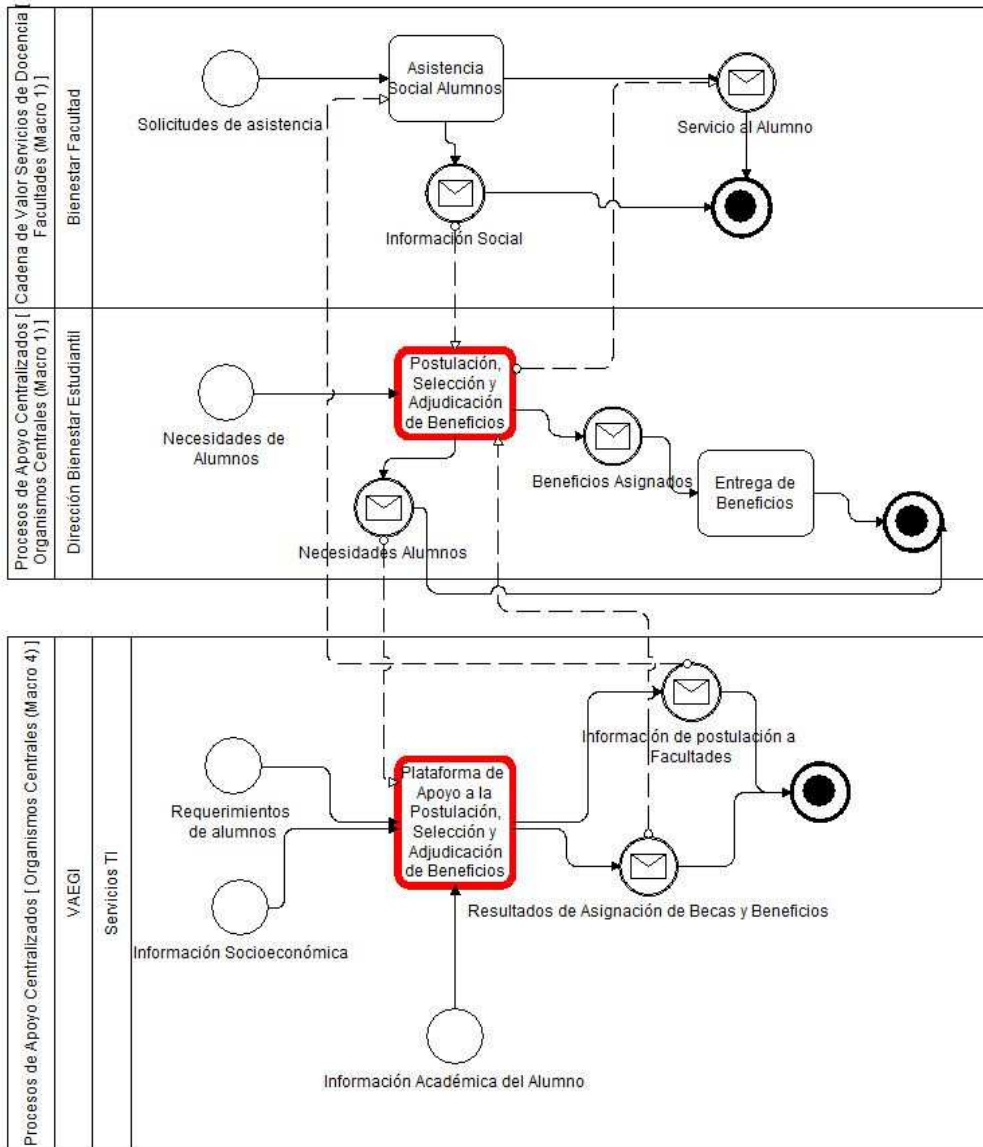 Cadena de Valor Servicios de Docencia [
Facultades (Macro 1) ]
Bienestar Facultad
Solicitudes de asistencia
Asistencia
Social Alumnos
Servicio al Alumno
Información Social
Procesos de Apoyo Centralizados [
Organismos Centrales (Macro 1) ]
Dirección Bienestar Estudiantil
Necesidades de
Alumnos
Postulación,
Selección y
Adjudicación
de Beneficios
Beneficios Asignados
Entrega de
Beneficios
Necesidades Alumnos
Procesos de Apoyo Centralizados [ Organismos Centrales (Macro 4) ]
VAEGI
Servicios TI
Requerimientos
de alumnos
Información Socioeconómica
Plataforma de
Apoyo a la
Postulación,
Selección y
Adjudicación
de Beneficios
Información de postulación a
Facultades
Resultados de Asignación de Becas y Beneficios
Información Académica del Alumno